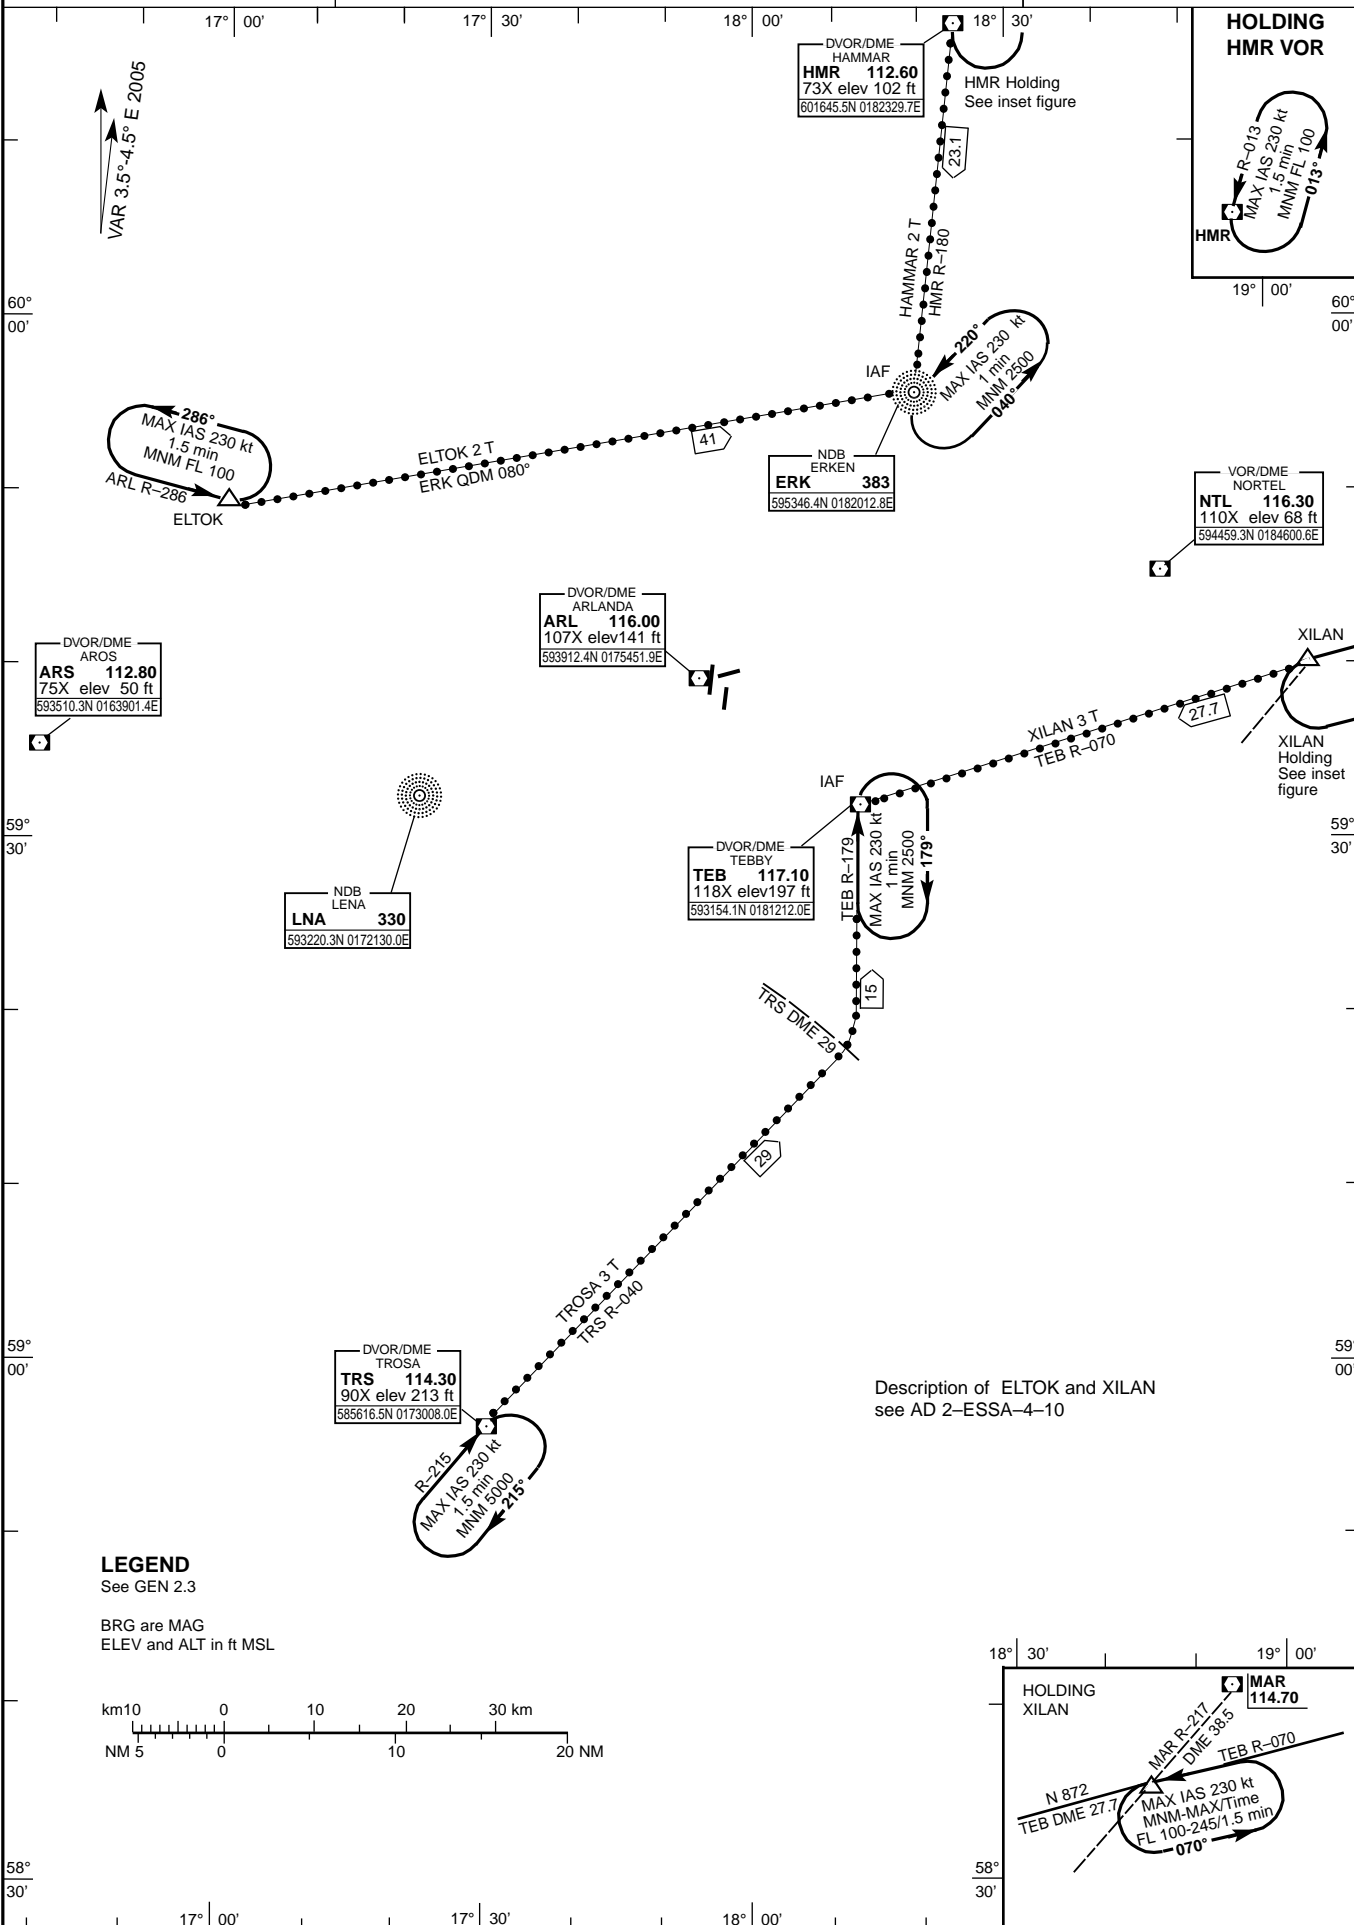 17° 00'
17° 30'
18° 00'
18° 30'
VAR 3.5°-4.5° E 2005
DVOR/DME
HAMMAR
HMR 112.60
73X elev 102 ft
601645.5N 0182329.7E
HMR Holding
See inset figure
HOLDING
HMR VOR
R–013
MAX IAS 230 kt
1.5 min
MNM FL 100
013°
HMR
19° 00'
23.1
HAMMAR 2 T
HMR R–180
60°
00'
60°
00'
IAF
220°
MAX IAS 230 kt
1 min
MNM 2500
040°
286°
MAX IAS 230 kt
1.5 min
MNM FL 100
ARL R–286
ELTOK
ELTOK 2 T
ERK QDM 080°
41
NDB
ERKEN
ERK 383
595346.4N 0182012.8E
VOR/DME
NORTEL
NTL 116.30
110X elev 68 ft
594459.3N 0184600.6E
DVOR/DME
ARLANDA
ARL 116.00
107X elev141 ft
593912.4N 0175451.9E
DVOR/DME
AROS
ARS 112.80
75X elev 50 ft
593510.3N 0163901.4E
XILAN
XILAN 3 T
TEB R–070
27.7
XILAN
Holding
See inset
figure
IAF
59°
30'
59°
30'
DVOR/DME
TEBBY
TEB 117.10
118X elev197 ft
593154.1N 0181212.0E
TEB R–179
MAX IAS 230 kt
1 min
MNM 2500
179°
NDB
LENA
LNA 330
593220.3N 0172130.0E
15
TRS DME 29
29
TROSA 3 T
TRS R–040
DVOR/DME
TROSA
TRS 114.30
90X elev 213 ft
585616.5N 0173008.0E
59°
00'
59°
00'
R–215
MAX IAS 230 kt
1.5 min
MNM 5000
215°
Description of ELTOK and XILAN
see AD 2–ESSA–4–10
LEGEND
See GEN 2.3
BRG are MAG
ELEV and ALT in ft MSL
km10 0 10 20 30 km
NM 5 0 10 20 NM
18° 30'
19° 00'
HOLDING
XILAN
MAR
114.70
MAR R–217
DME 38.5
TEB R–070
N 872
TEB DME 27.7
MAX IAS 230 kt
MNM-MAX/Time
FL 100-245/1.5 min
070°
58°
30'
58°
30'
17° 00'
17° 30'
18° 00'